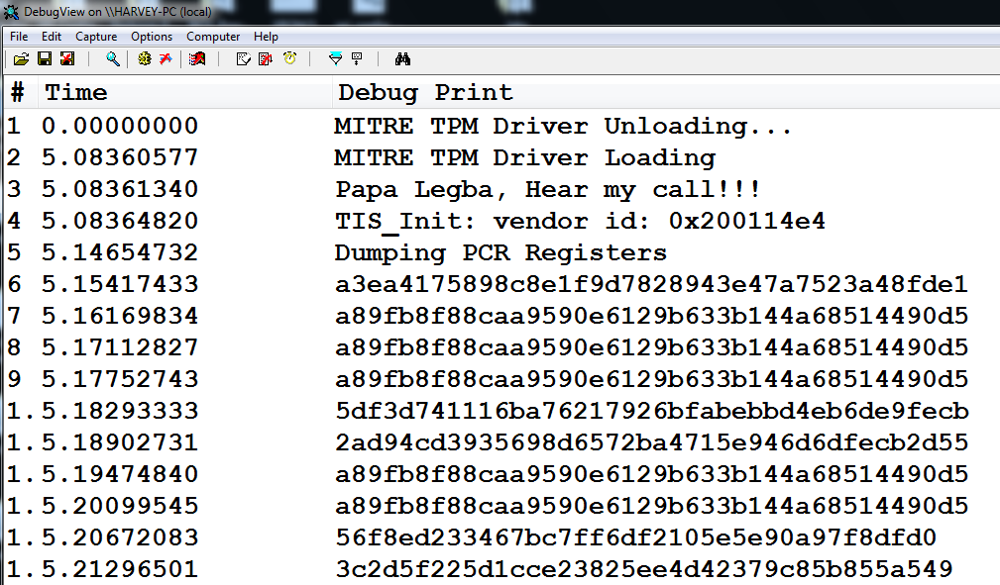 DebugView on \\HARVEY-PC (local)
File Edit Capture Options Computer Help
# Time Debug Print
1 0.00000000 MITRE TPM Driver Unloading...
2 5.08360577 MITRE TPM Driver Loading
3 5.08361340 Papa Legba, Hear my call!!!
4 5.08364820 TIS_Init: vendor id: 0x200114e4
5 5.14654732 Dumping PCR Registers
6 5.15417433 a3ea4175898c8e1f9d7828943e47a7523a48fde1
7 5.16169834 a89fb8f88caa9590e6129b633b144a68514490d5
8 5.17112827 a89fb8f88caa9590e6129b633b144a68514490d5
9 5.17752743 a89fb8f88caa9590e6129b633b144a68514490d5
1. 5.18293333 5df3d741116ba76217926bfabebbd4eb6de9fecb
1. 5.18902731 2ad94cd3935698d6572ba4715e946d6dfecb2d55
1. 5.19474840 a89fb8f88caa9590e6129b633b144a68514490d5
1. 5.20099545 a89fb8f88caa9590e6129b633b144a68514490d5
1. 5.20672083 56f8ed233467bc7ff6df2105e5e90a97f8dfd0
1. 5.21296501 3c2d5f225d1cce23825ee4d42379c85b855a549